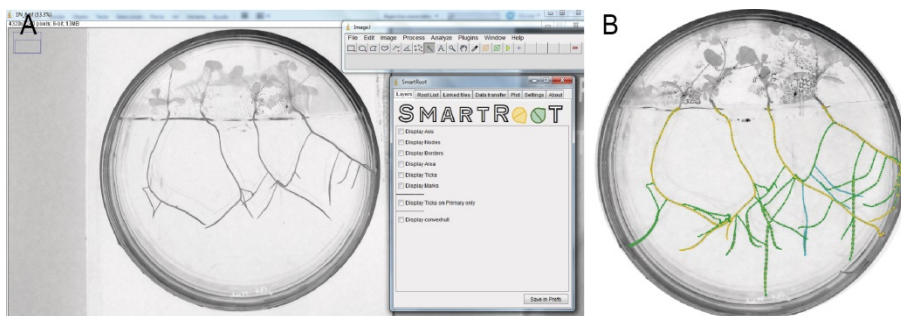 A
B
ImageJ
File Edit Image Process Analyze Plugins Window Help
SmartRoot
Layers Root List Linked files Data transfer Plot Settings About
SMARTROOT
Display Axis
Display Nodes
Display Borders
Display Area
Display Ticks
Display Marks
Display Ticks on Primary only
Display convexhull
Save in Prefs